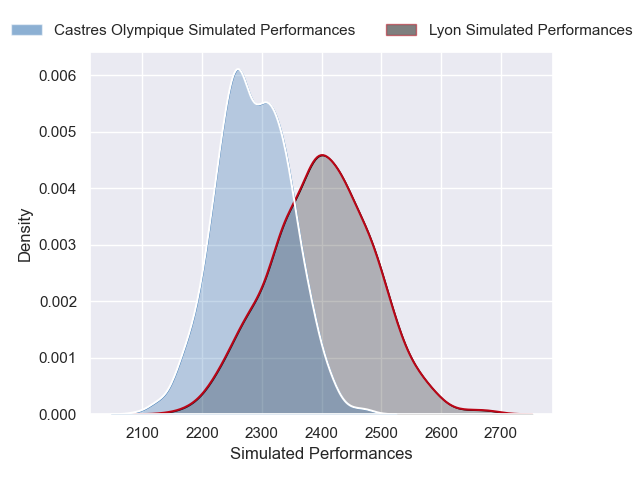 Castres Olympique Simulated Performances
Lyon Simulated Performances
0.006
0.005
0.004
0.003
0.002
0.001
0.000
Density
2100 2200 2300 2400 2500 2600 2700
Simulated Performances